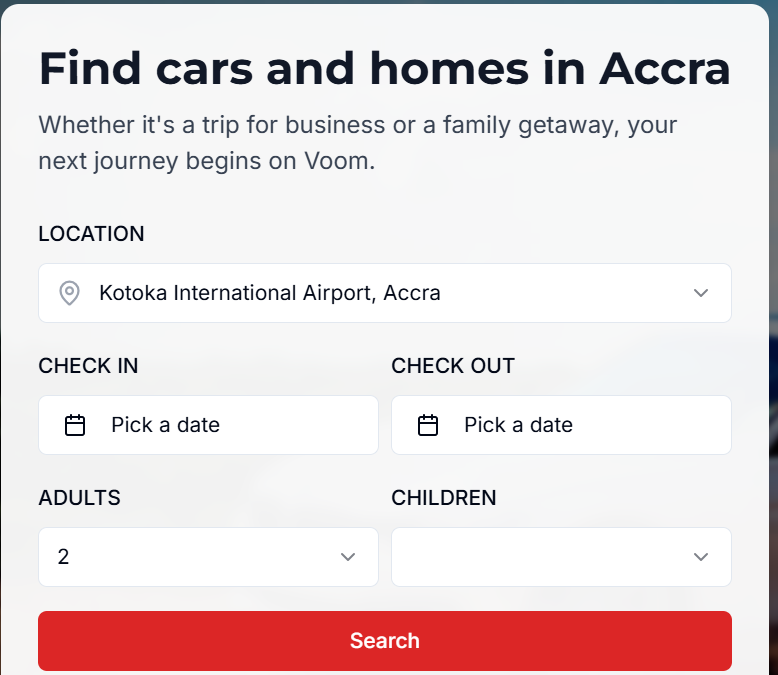 Find cars and homes in Accra
Whether it's a trip for business or a family getaway, your
next journey begins on Voom.
LOCATION
Kotoka International Airport, Accra
CHECK IN
CHECK OUT
Pick a date
Pick a date
ADULTS
CHILDREN
2
Search